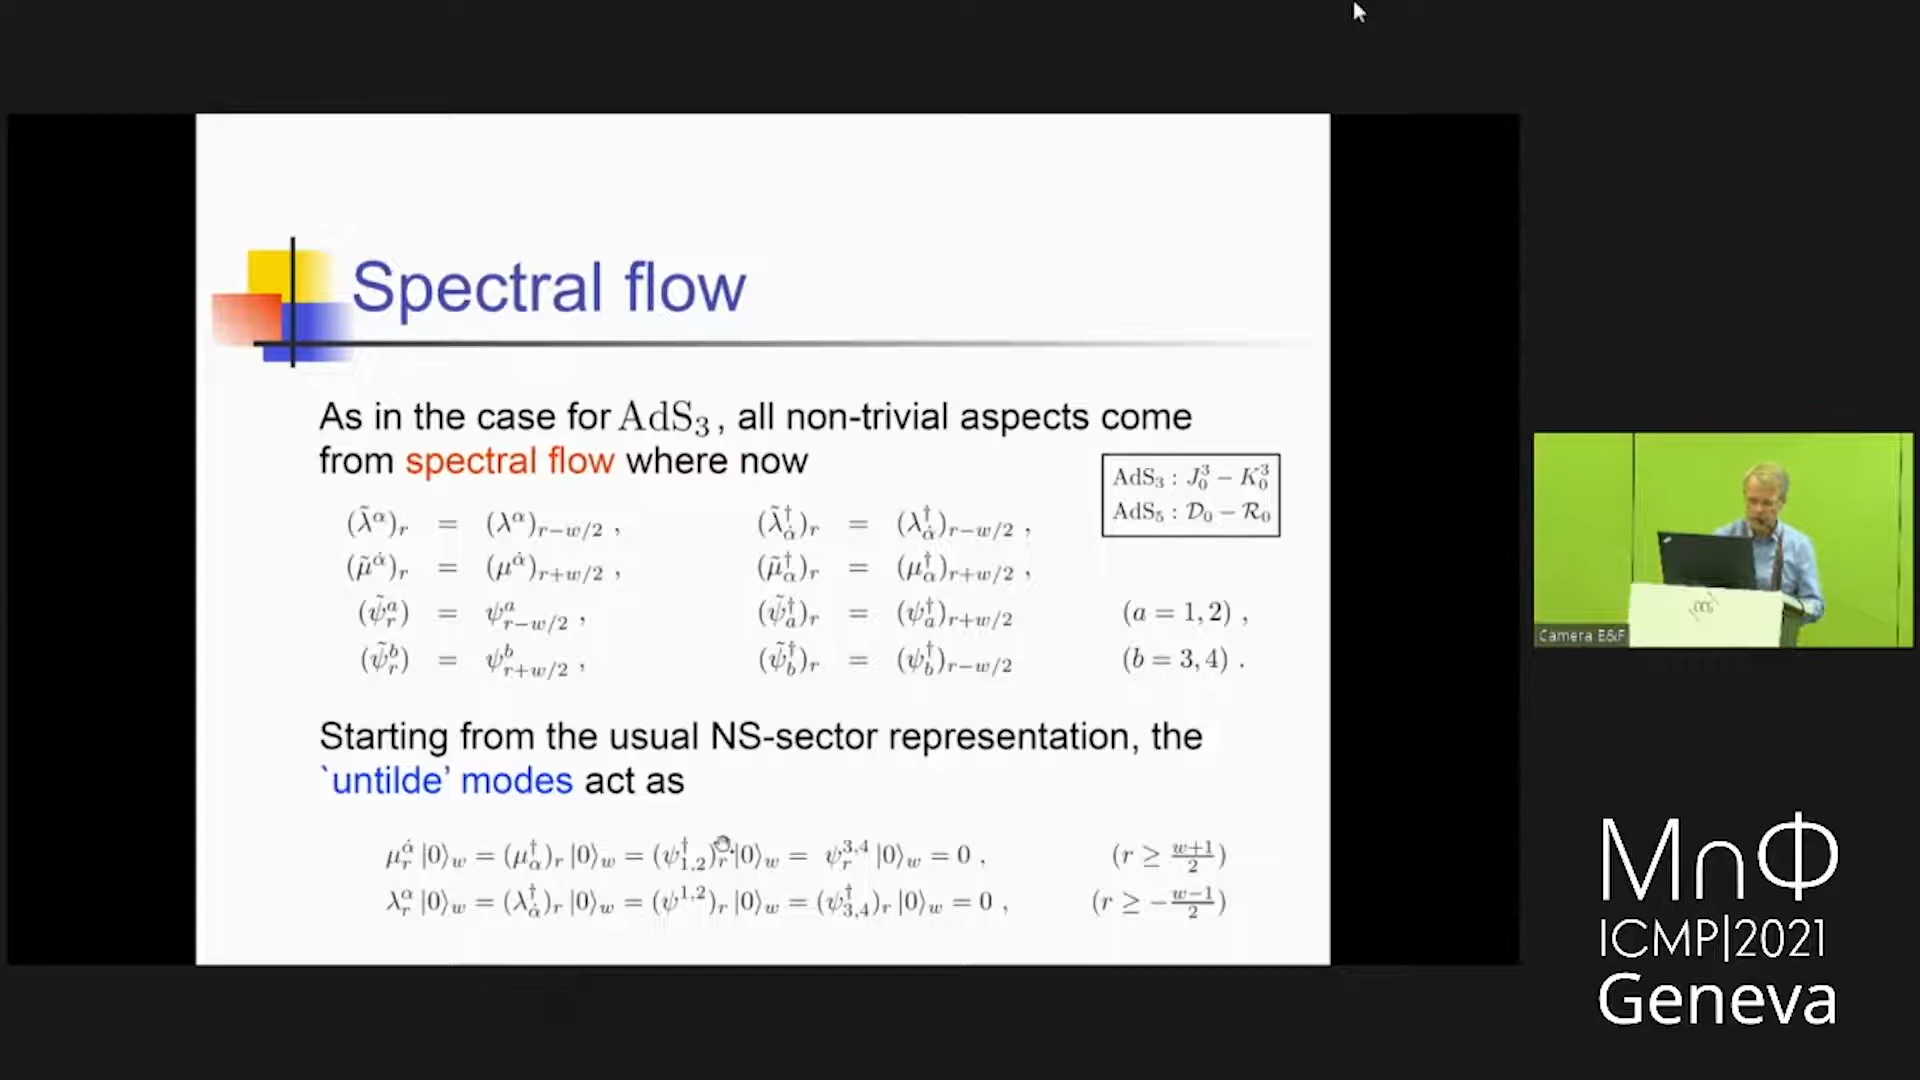 Spectral flow
As in the case for AdS₃, all non-trivial aspects come
from spectral flow where now
AdS₃ : J₀³ − K₀³
AdS₅ : 𝒟₀ − ℛ₀
(λ̃^α)_r = (λ^α)_{r−w/2} , (λ̃†_α̇)_r = (λ†_α̇)_{r−w/2} ,
(μ̃^α̇)_r = (μ^α̇)_{r+w/2} , (μ̃†_α)_r = (μ†_α)_{r+w/2} ,
(ψ̃^a_r) = ψ^a_{r−w/2} , (ψ̃†_a)_r = (ψ†_a)_{r+w/2} (a = 1, 2) ,
(ψ̃^b_r) = ψ^b_{r+w/2} , (ψ̃†_b)_r = (ψ†_b)_{r−w/2} (b = 3, 4) .
Starting from the usual NS-sector representation, the
`untilde' modes act as
μ^α̇_r |0⟩_w = (μ†_α)_r |0⟩_w = (ψ†_{1,2})_r |0⟩_w = ψ^{3,4}_r |0⟩_w = 0 , (r ≥ (w+1)/2)
λ^α_r |0⟩_w = (λ†_α̇)_r |0⟩_w = (ψ^{1,2})_r |0⟩_w = (ψ†_{3,4})_r |0⟩_w = 0 , (r ≥ −(w−1)/2)
Camera E&F
M∩Φ
ICMP|2021
Geneva